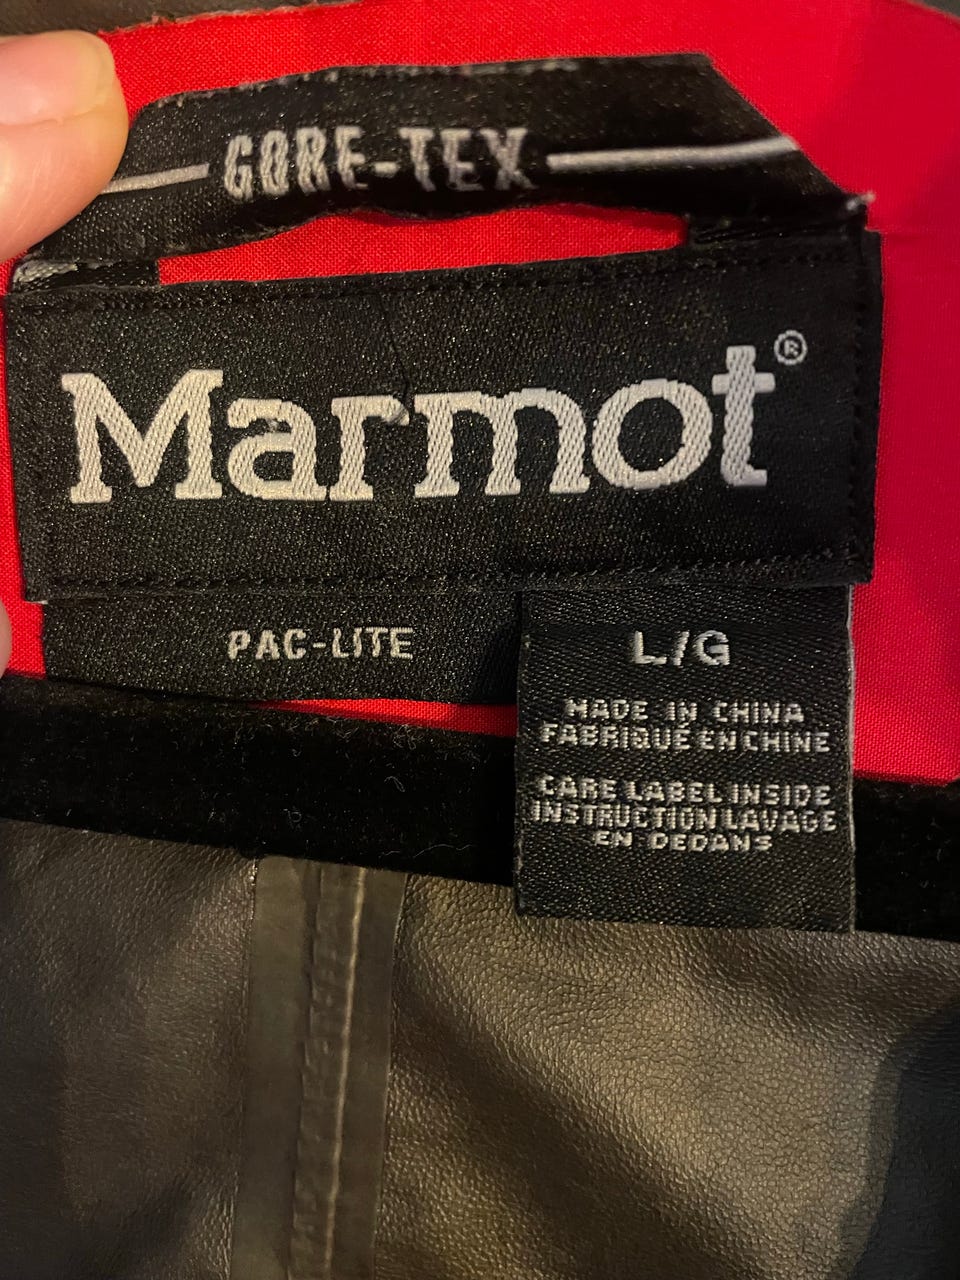 GORE-TEX
Marmot®
PAC-LITE
L/G
MADE IN CHINA
FABRIQUE EN CHINE
CARE LABEL INSIDE
INSTRUCTION LAVAGE
EN DEDANS